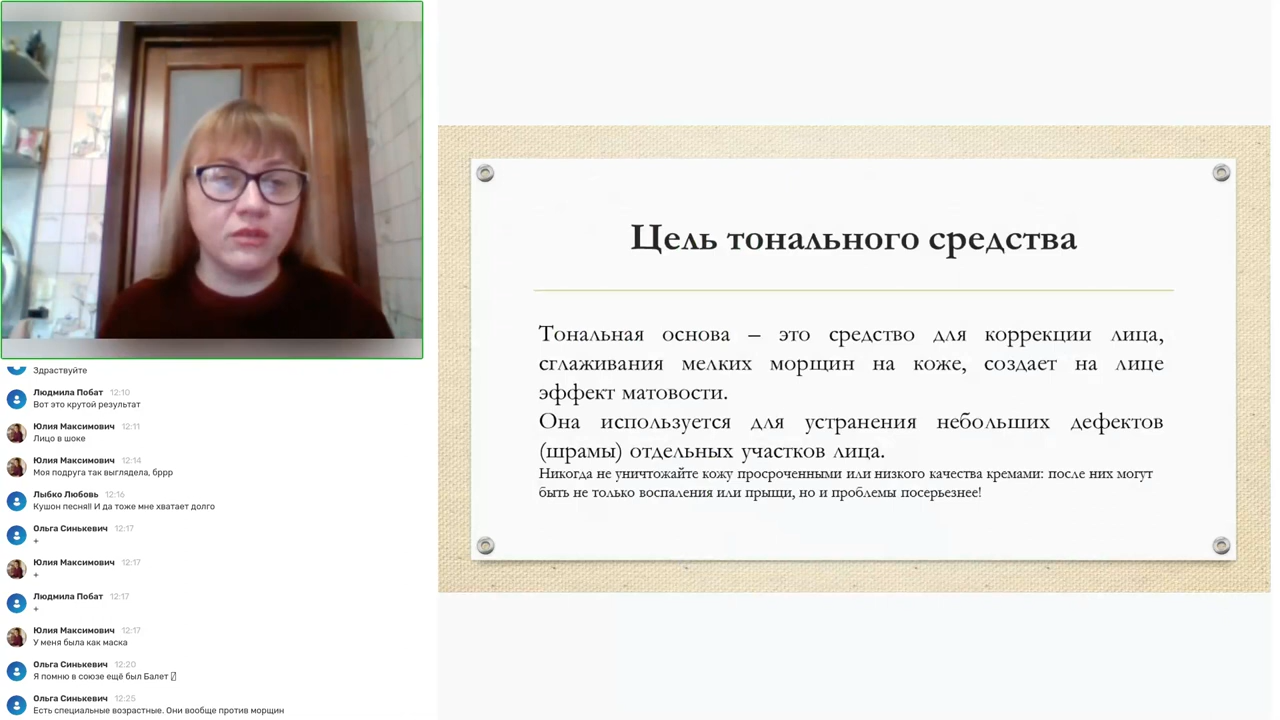 Здраствуйте
Людмила Побат 12:10
Вот это крутой результат
Юлия Максимович 12:11
Лицо в шоке
Юлия Максимович 12:14
Моя подруга так выглядела, бррр
Лыбко Любовь 12:16
Кушон песня!! И да тоже мне хватает долго
Ольга Синькевич 12:17
+
Юлия Максимович 12:17
+
Людмила Побат 12:17
+
Юлия Максимович 12:17
У меня была как маска
Ольга Синькевич 12:20
Я помню в союзе ещё был Балет
Ольга Синькевич 12:25
Есть специальные возрастные. Они вообще против морщин
Цель тонального средства
Тональная основа – это средство для коррекции лица,
сглаживания мелких морщин на коже, создает на лице
эффект матовости.
Она используется для устранения небольших дефектов
(шрамы) отдельных участков лица.
Никогда не уничтожайте кожу просроченными или низкого качества кремами: после них могут
быть не только воспаления или прыщи, но и проблемы посерьезнее!